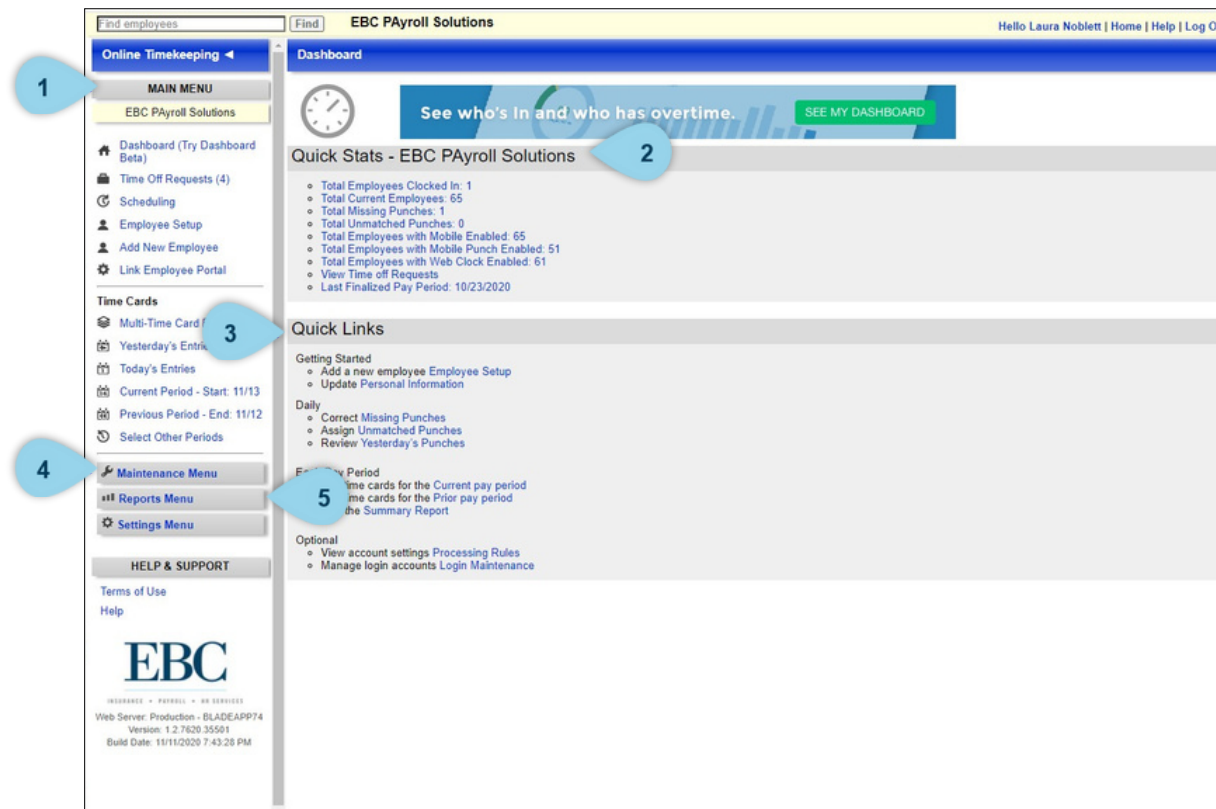 Find employees Find EBC PAyroll Solutions Hello Laura Noblett | Home | Help | Log O
Online Timekeeping ◄
Dashboard
1
MAIN MENU
EBC PAyroll Solutions
Dashboard (Try Dashboard
Beta)
Time Off Requests (4)
Scheduling
Employee Setup
Add New Employee
Link Employee Portal
Time Cards
Multi-Time Card
Yesterday's
Today's Entries
Current Period - Start: 11/13
Previous Period - End: 11/12
Select Other Periods
4
Maintenance Menu
Reports Menu
Settings Menu
HELP & SUPPORT
Terms of Use
Help
EBC
INSURANCE • PAYROLL • HR SERVICES
Web Server: Production - BLADEAPP74
Version: 1.2.7620.35501
Build Date: 11/11/2020 7:43:28 PM
See who's In and who has overtime. SEE MY DASHBOARD
Quick Stats - EBC PAyroll Solutions
2
Total Employees Clocked In: 1
Total Current Employees: 65
Total Missing Punches: 1
Total Unmatched Punches: 0
Total Employees with Mobile Enabled: 65
Total Employees with Mobile Punch Enabled: 51
Total Employees with Web Clock Enabled: 61
View Time off Requests
Last Finalized Pay Period: 10/23/2020
3
Quick Links
Getting Started
Add a new employee Employee Setup
Update Personal Information
Daily
Correct Missing Punches
Assign Unmatched Punches
Review Yesterday's Punches
Period
time cards for the Current pay period
5
time cards for the Prior pay period
the Summary Report
Optional
View account settings Processing Rules
Manage login accounts Login Maintenance